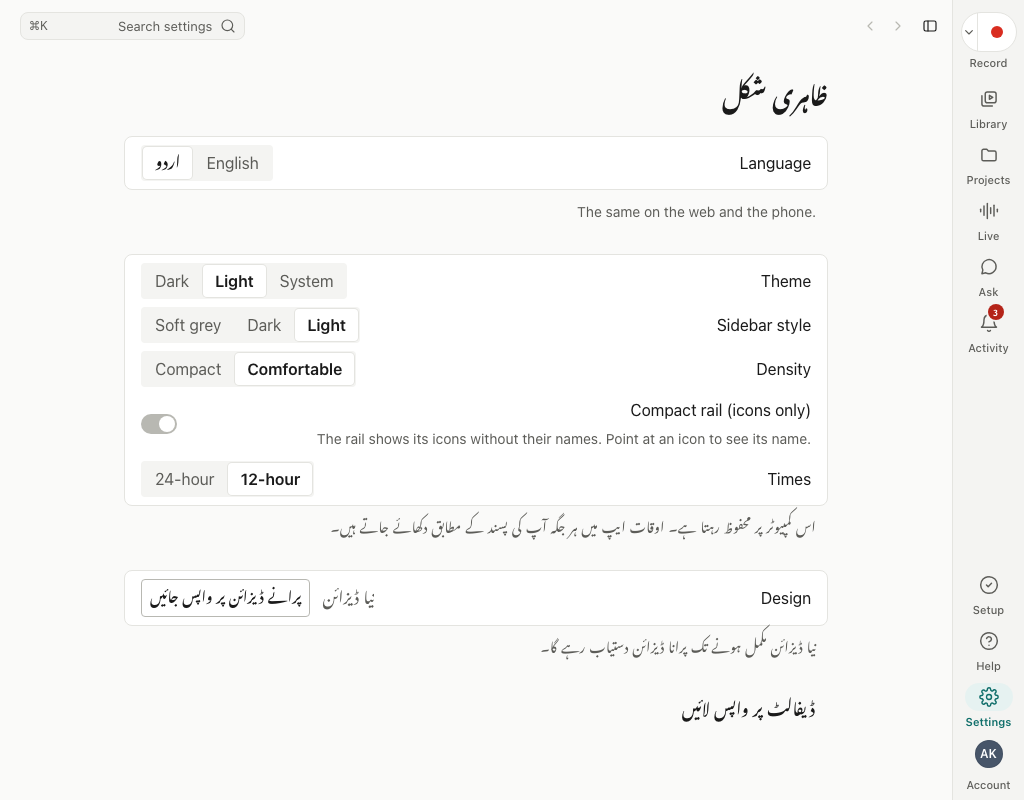 ⌘K Search settings
Record
Library
Projects
Live
Ask
3
Activity
Setup
Help
Settings
AK
Account
ظاہری شکل
Language
اردو English
The same on the web and the phone.
Theme
Dark Light System
Sidebar style
Soft grey Dark Light
Density
Compact Comfortable
Compact rail (icons only)
The rail shows its icons without their names. Point at an icon to see its name.
Times
24-hour 12-hour
اس کمپیوٹر پر محفوظ رہتا ہے۔ اوقات ایپ میں ہر جگہ آپ کی پسند کے مطابق دکھائے جاتے ہیں۔
Design
نیا ڈیزائن
پرانے ڈیزائن پر واپس جائیں
نیا ڈیزائن مکمل ہونے تک پرانا ڈیزائن دستیاب رہے گا۔
ڈیفالٹ پر واپس لائیں